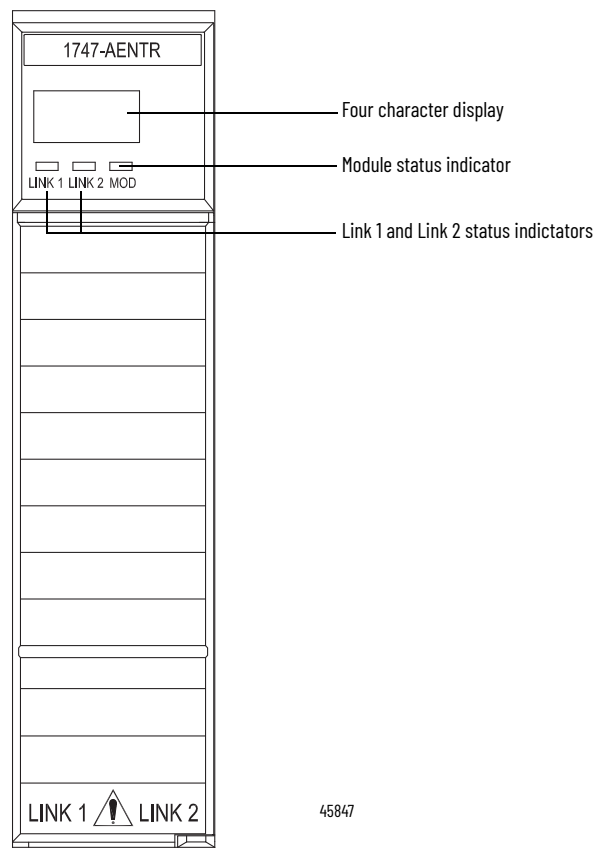 1747-AENTR
Four character display
Module status indicator
LINK 1 LINK 2 MOD
Link 1 and Link 2 status indictators
LINK 1 LINK 2
45847